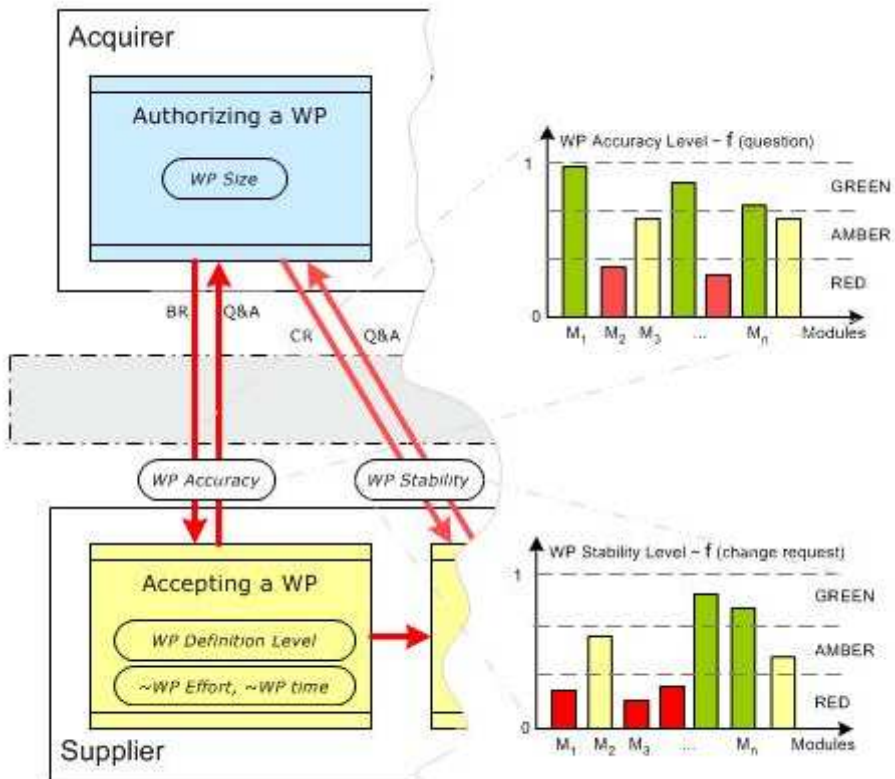 Acquirer
Authorizing a WP
WP Size
BR
Q&A
CR
Q&A
WP Accuracy
WP Stability
Accepting a WP
WP Definition Level
~WP Effort, ~WP time
Supplier
WP Accuracy Level ~ f (question)
1
GREEN
AMBER
RED
0
M1 M2 M3 ... Mn Modules
WP Stability Level ~ f (change request)
1
GREEN
AMBER
RED
0
M1 M2 M3 ... Mn Modules